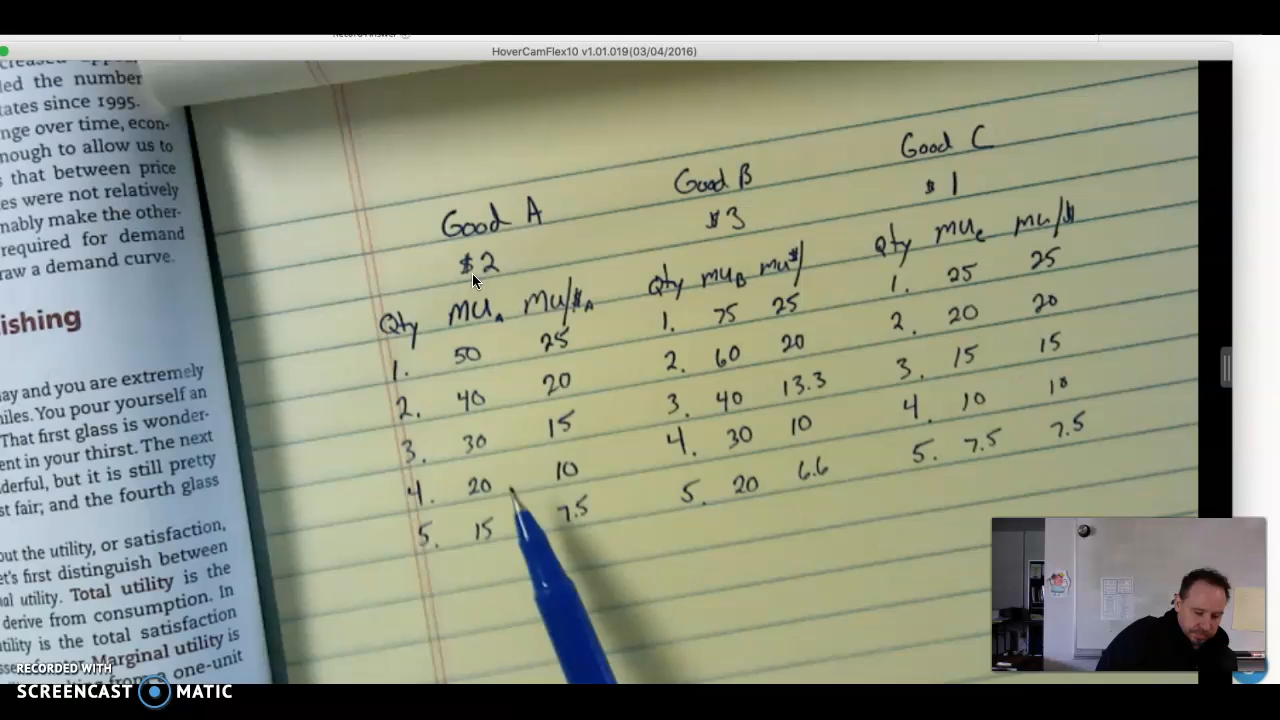 HoverCamFlex10 v1.01.019(03/04/2016)
led the number
tates since 1995.
nge over time, econ-
nough to allow us to
s that between price
es were not relatively
nably make the other-
required for demand
raw a demand curve.
ishing
ay and you are extremely
niles. You pour yourself an
That first glass is wonder-
ent in your thirst. The next
derful, but it is still pretty
st fair; and the fourth glass
out the utility, or satisfaction,
et's first distinguish between
nal utility. Total utility is the
derive from consumption. In
utility is the total satisfaction
Marginal utility is
one-unit
Good A
$2
Qty MUA MU/$A
1. 50 25
2. 40 20
3. 30 15
4. 20 10
5. 15 7.5
Good B
$3
Qty MUB MU$/
1. 75 25
2. 60 20
3. 40 13.3
4. 30 10
5. 20 6.6
Good C
$1
Qty MUC MU/$
1. 25 25
2. 20 20
3. 15 15
4. 10 10
5. 7.5 7.5
RECORDED WITH
SCREENCAST MATIC